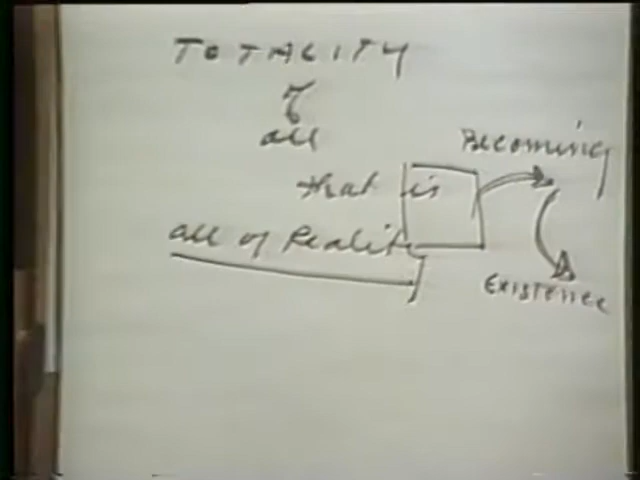 TOTALITY
of
all
Becoming
that is
all of Reality
Existence